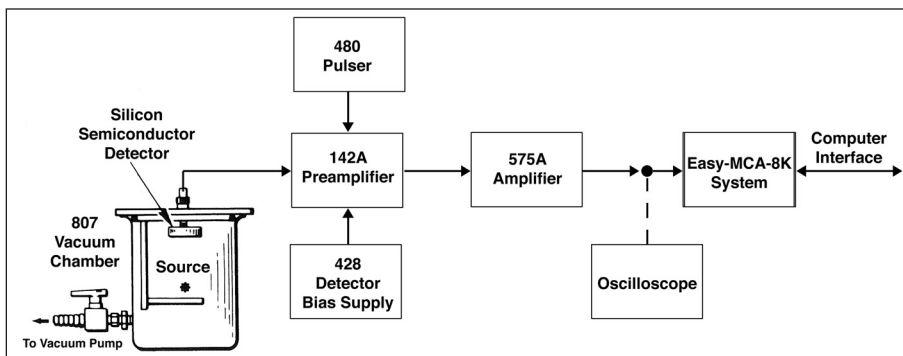 480
Pulser
Silicon
Semiconductor
Detector
142A
Preamplifier
575A
Amplifier
Easy-MCA-8K
System
Computer
Interface
807
Vacuum
Chamber
Source
428
Detector
Bias Supply
Oscilloscope
To Vacuum Pump